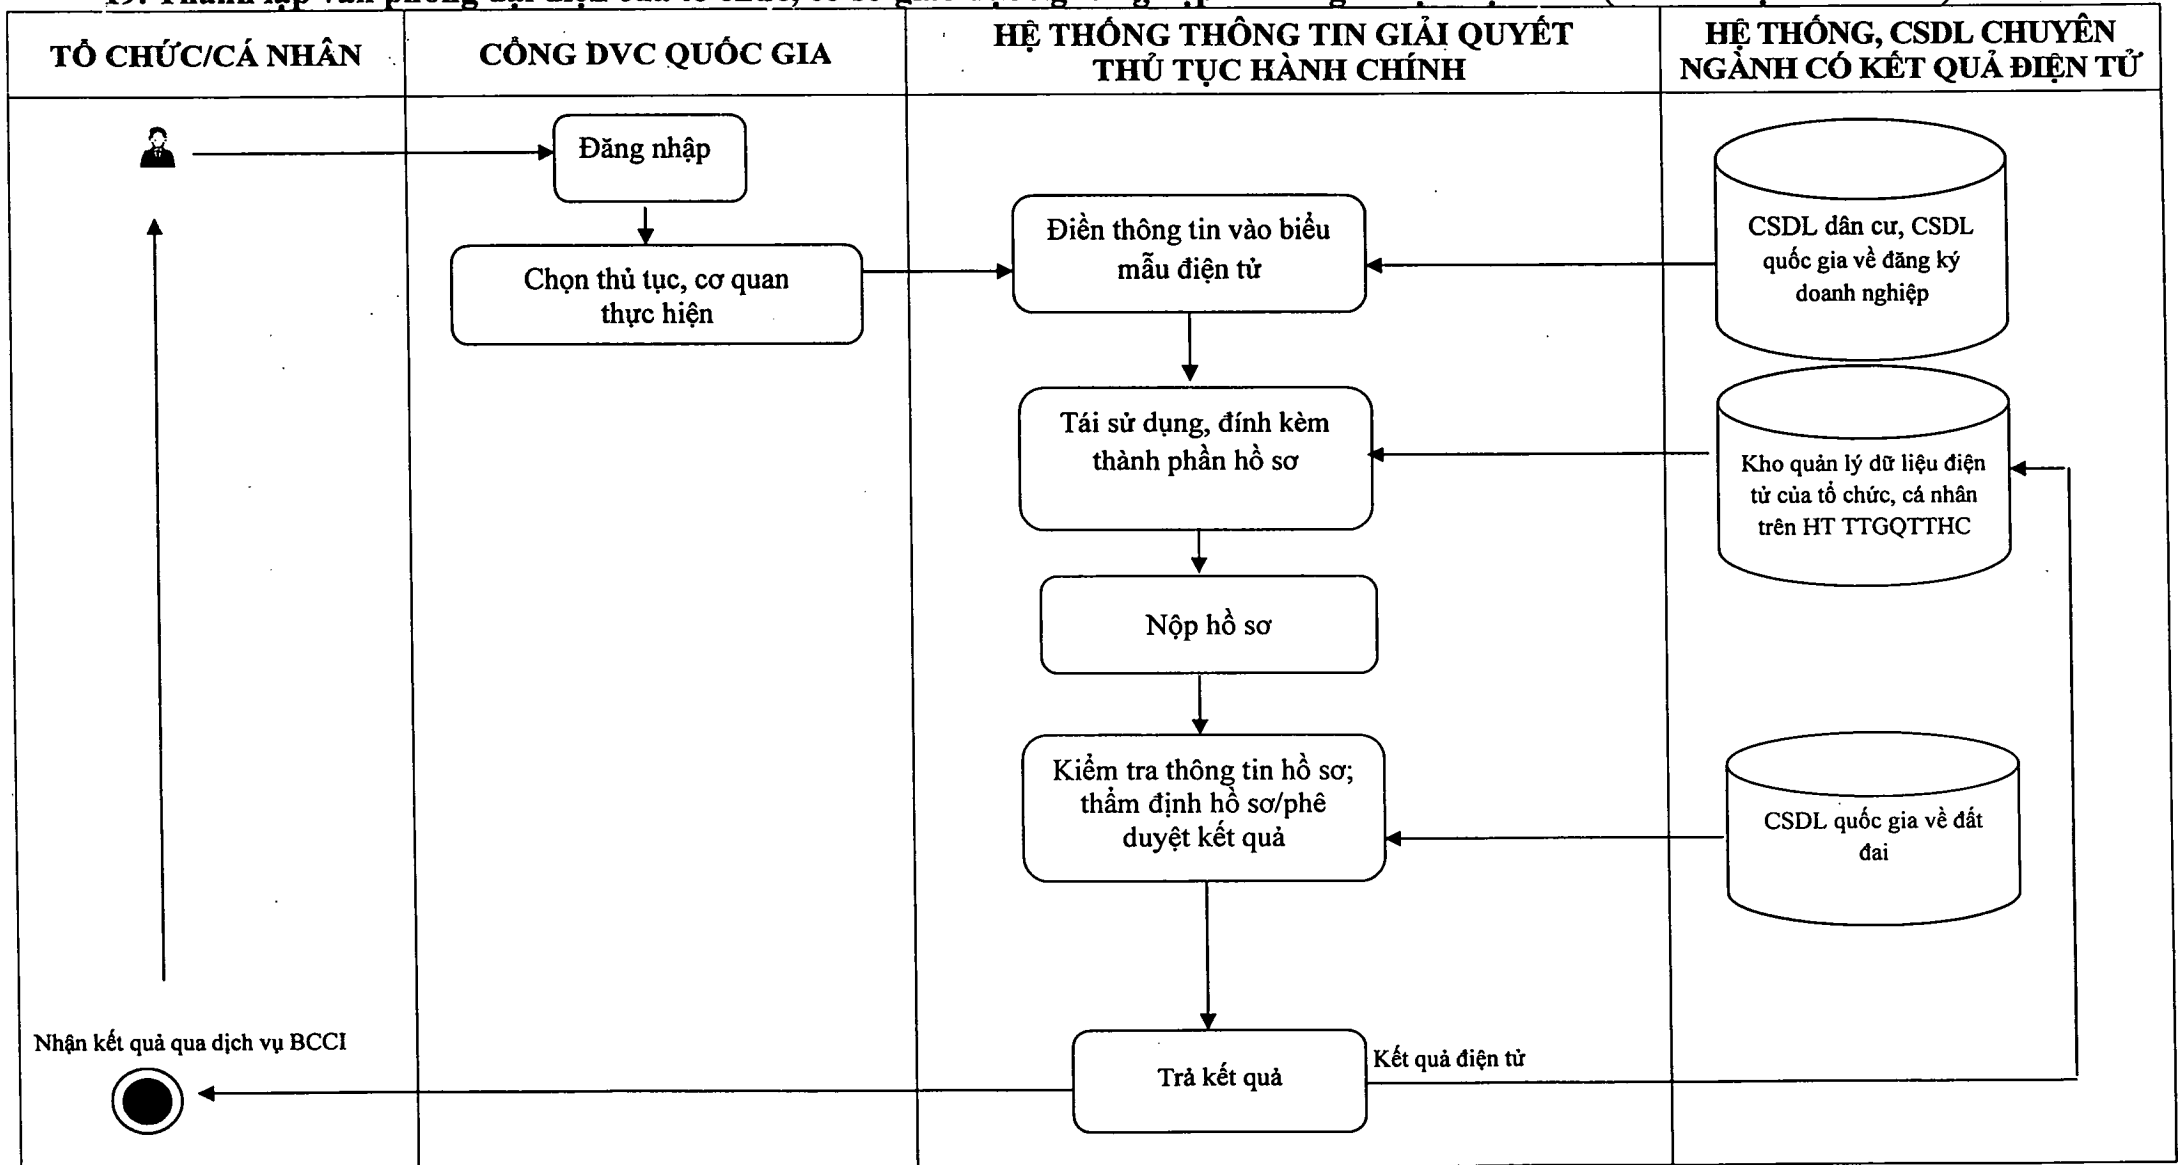 TỔ CHỨC/CÁ NHÂN
CỔNG DVC QUỐC GIA
HỆ THỐNG THÔNG TIN GIẢI QUYẾT
THỦ TỤC HÀNH CHÍNH
HỆ THỐNG, CSDL CHUYÊN
NGÀNH CÓ KẾT QUẢ ĐIỆN TỬ
Đăng nhập
Chọn thủ tục, cơ quan
thực hiện
Điền thông tin vào biểu
mẫu điện tử
CSDL dân cư, CSDL
quốc gia về đăng ký
doanh nghiệp
Tái sử dụng, đính kèm
thành phần hồ sơ
Kho quản lý dữ liệu điện
tử của tổ chức, cá nhân
trên HT TTGQTTHC
Nộp hồ sơ
Kiểm tra thông tin hồ sơ;
thẩm định hồ sơ/phê
duyệt kết quả
CSDL quốc gia về đất
đai
Nhận kết quả qua dịch vụ BCCI
Trả kết quả
Kết quả điện tử